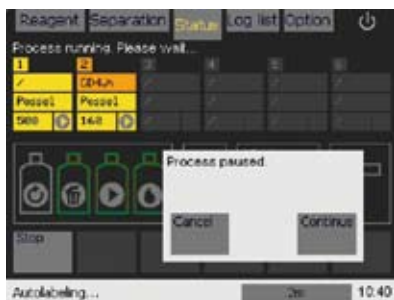 Reagent Separation Status Log list Option
Process running. Please wait...
1 2 3 4 5 6
/ CD4LA / / / /
Possel Possel / / / /
500 160
Process paused.
Cancel Continue
Stop
Autolabeling... 2m 10:40